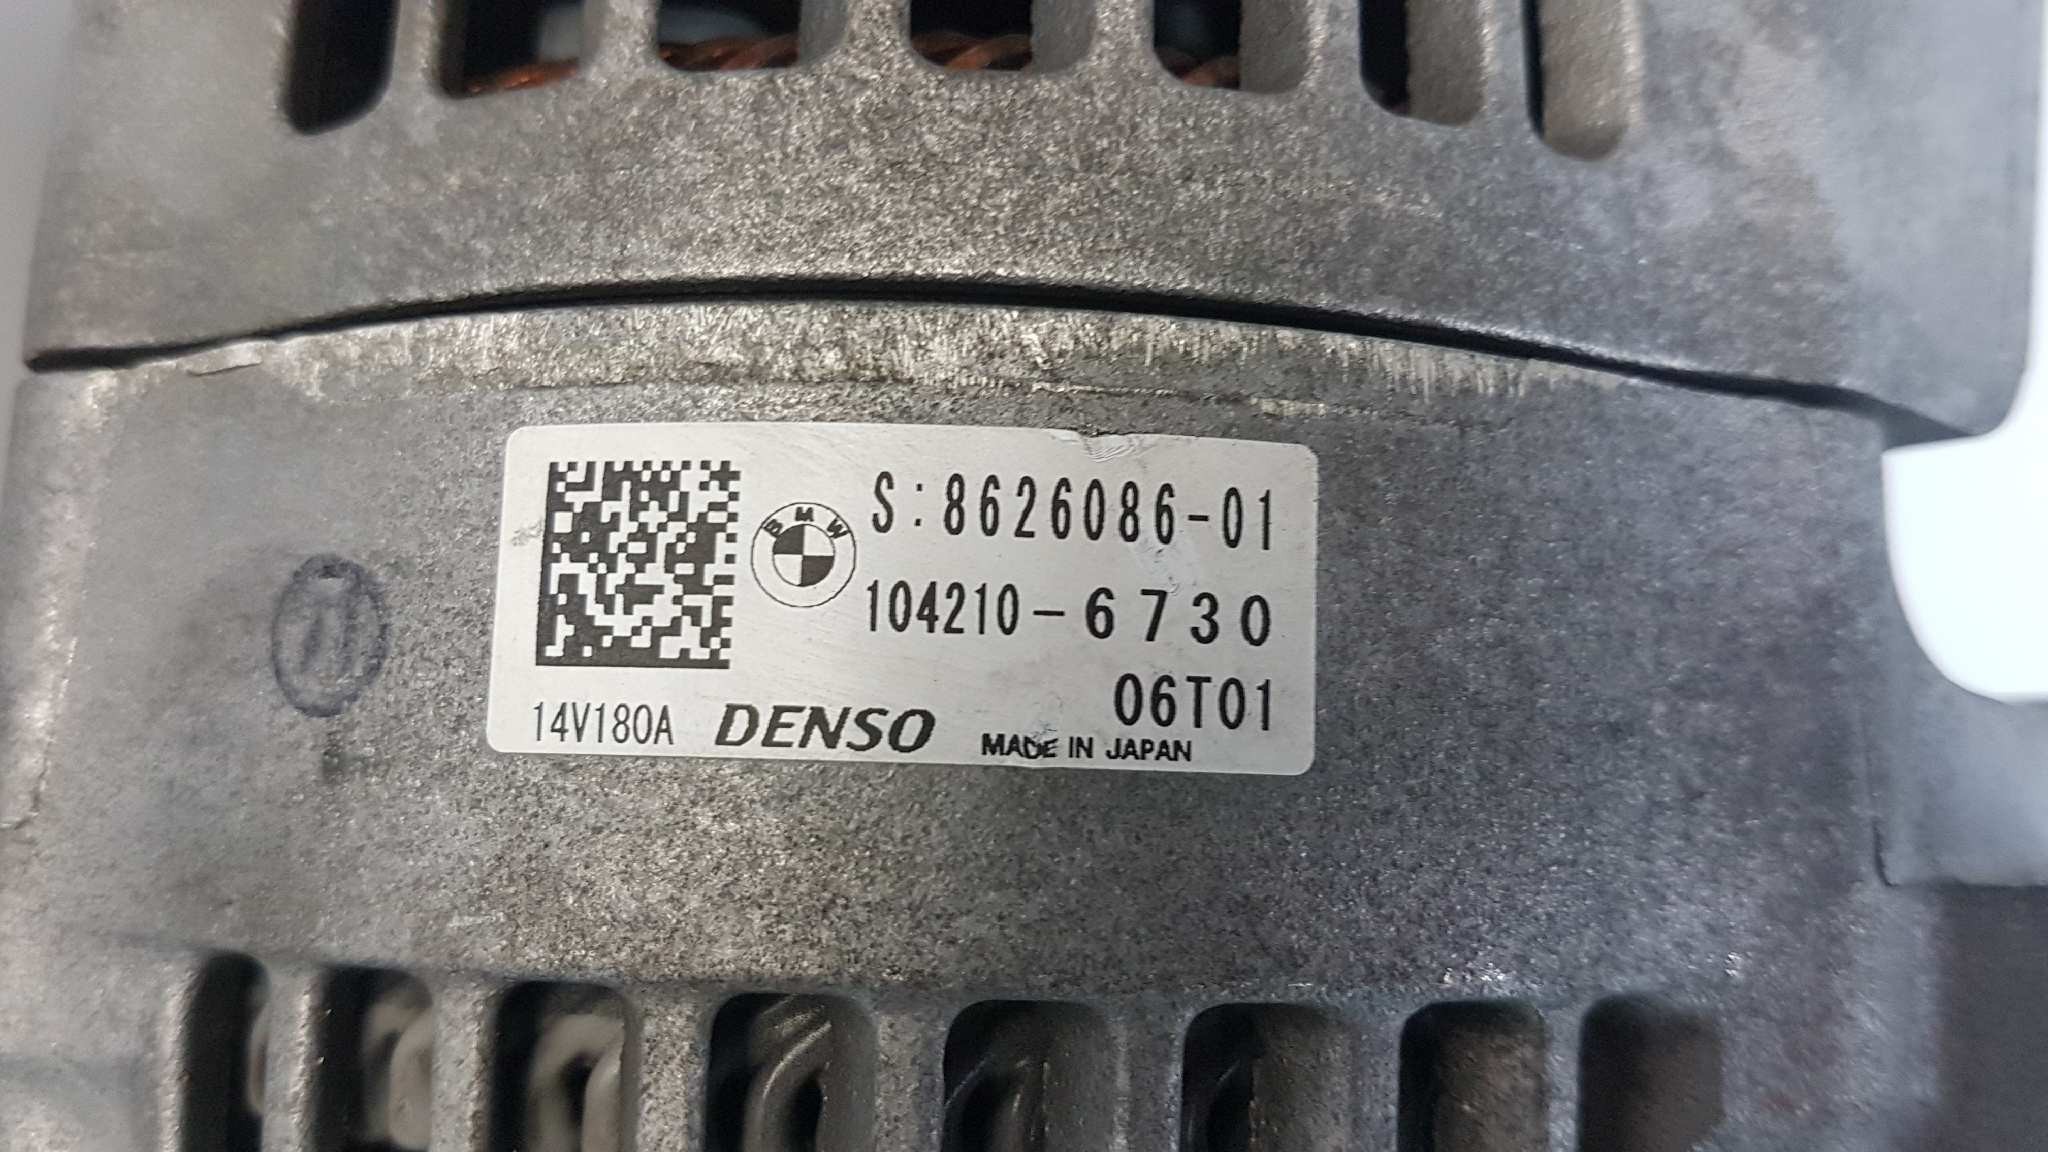 BMW
S:8626086-01
104210-6730
06T01
14V180A DENSO MADE IN JAPAN